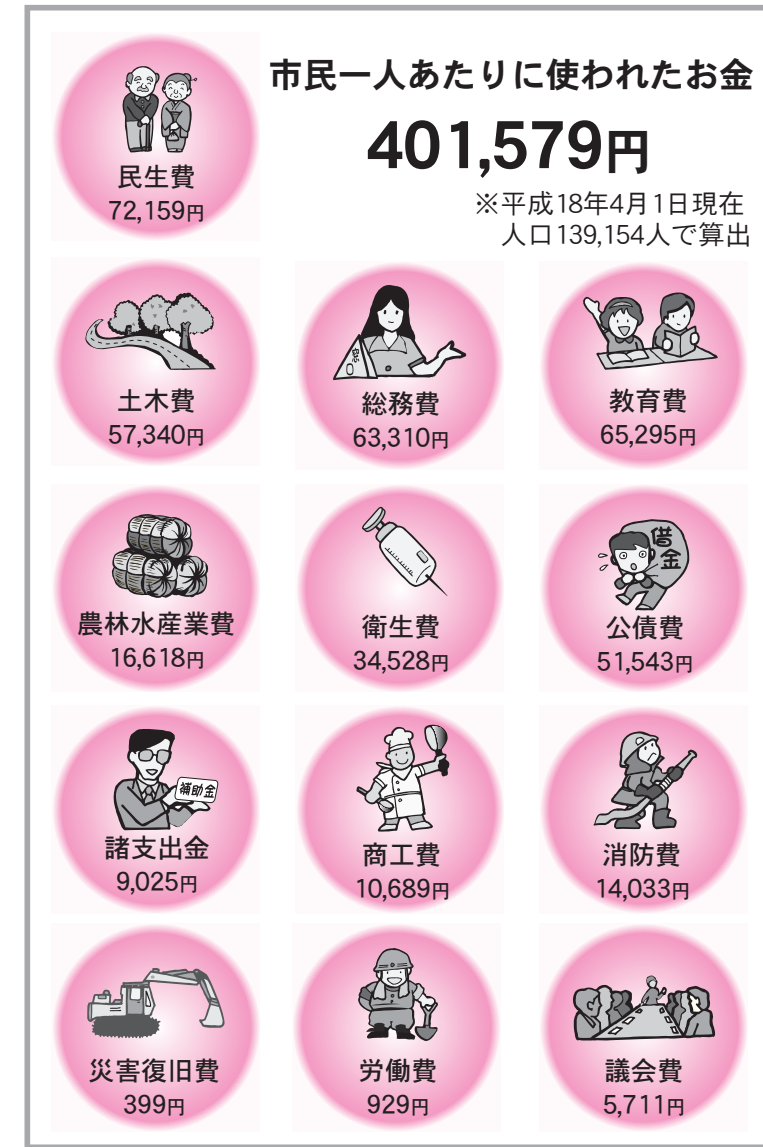 市民一人あたりに使われたお金
401,579円
※平成18年4月1日現在
人口139,154人で算出
民生費
72,159円
土木費
57,340円
総務費
63,310円
教育費
65,295円
農林水産業費
16,618円
衛生費
34,528円
借金
公債費
51,543円
補助金
諸支出金
9,025円
商工費
10,689円
消防費
14,033円
災害復旧費
399円
労働費
929円
議会費
5,711円